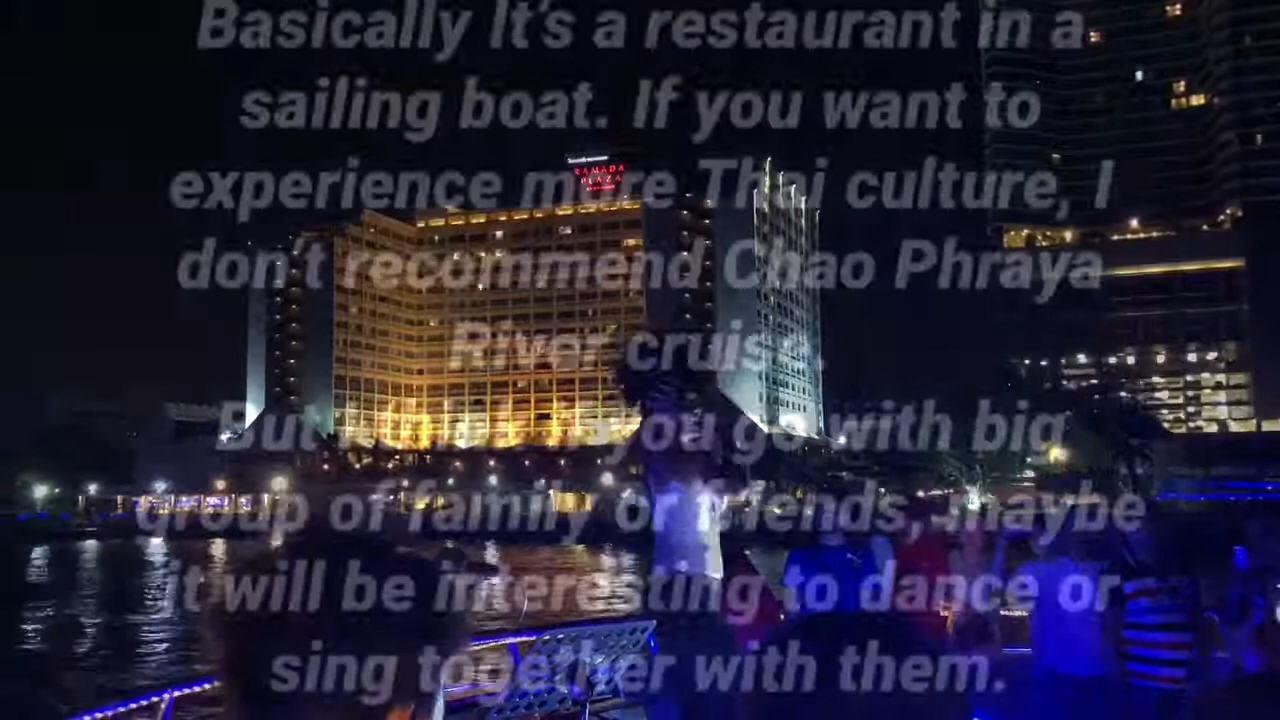 Basically It's a restaurant in a
sailing boat. If you want to
experience more Thai culture, I
RAMADA
PLAZA
don't recommend Chao Phraya
River cruise.
But you go with big
group of family or friends, maybe
it will be interesting to dance or
sing together with them.